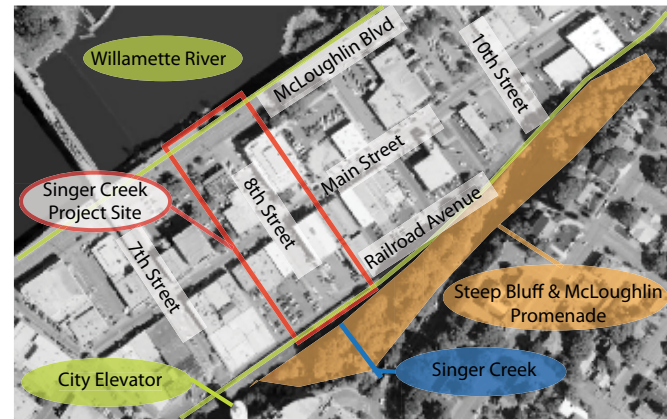 Willamette River
McLoughlin Blvd
10th Street
Main Street
Singer Creek
Project Site
8th Street
Railroad Avenue
7th Street
Steep Bluff & McLoughlin
Promenade
City Elevator
Singer Creek